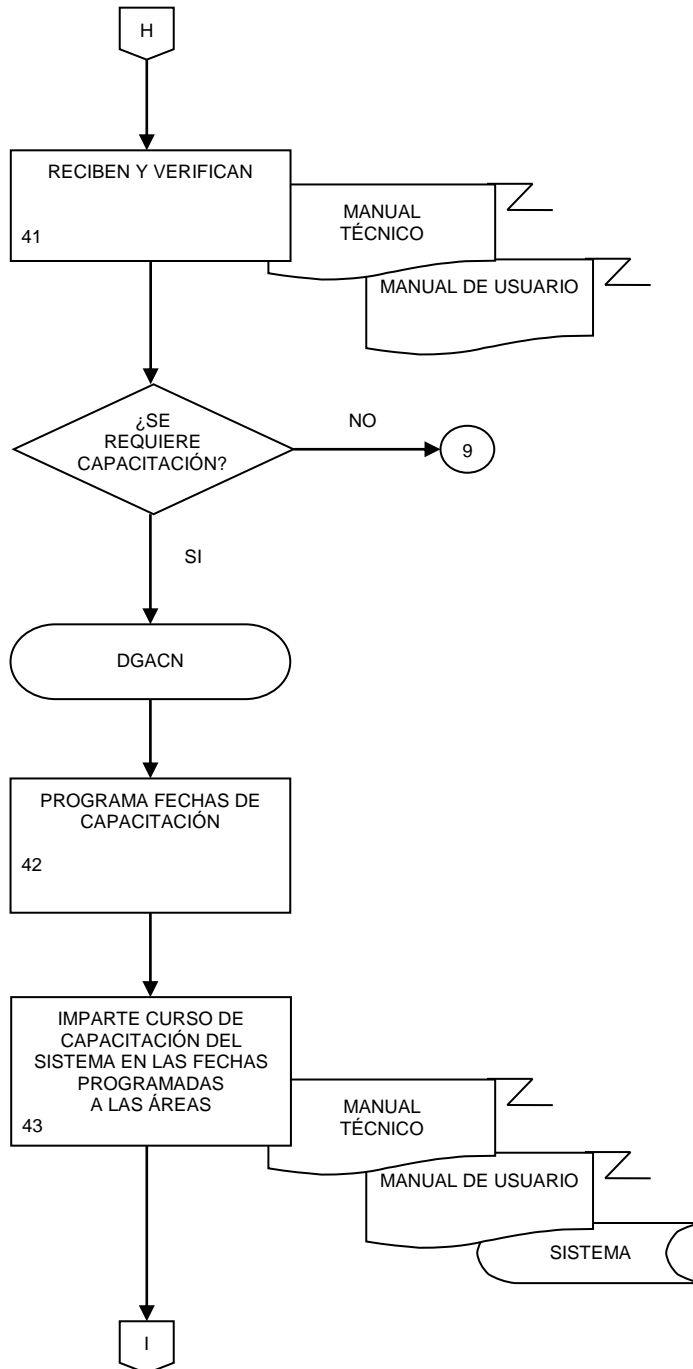 H
RECIBEN Y VERIFICAN
41
MANUAL
TÉCNICO
MANUAL DE USUARIO
¿SE
REQUIERE
CAPACITACIÓN?
NO
9
SI
DGACN
PROGRAMA FECHAS DE
CAPACITACIÓN
42
IMPARTE CURSO DE
CAPACITACIÓN DEL
SISTEMA EN LAS FECHAS
PROGRAMADAS
A LAS ÁREAS
43
MANUAL
TÉCNICO
MANUAL DE USUARIO
SISTEMA
I